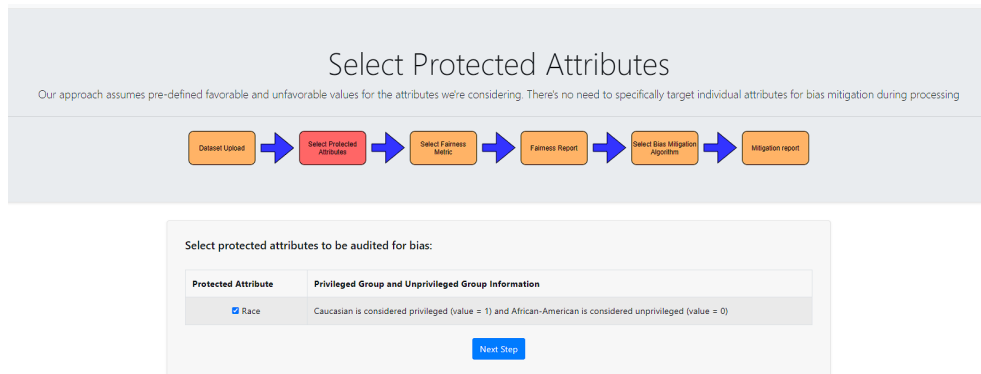 Select Protected Attributes
Our approach assumes pre-defined favorable and unfavorable values for the attributes we're considering. There's no need to specifically target individual attributes for bias mitigation during processing
Dataset Upload
Select Protected
Attributes
Select Fairness
Metric
Fairness Report
Select Bias Mitigation
Algorithm
Mitigation report
Select protected attributes to be audited for bias:
Protected Attribute Privileged Group and Unprivileged Group Information
Race Caucasian is considered privileged (value = 1) and African-American is considered unprivileged (value = 0)
Next Step